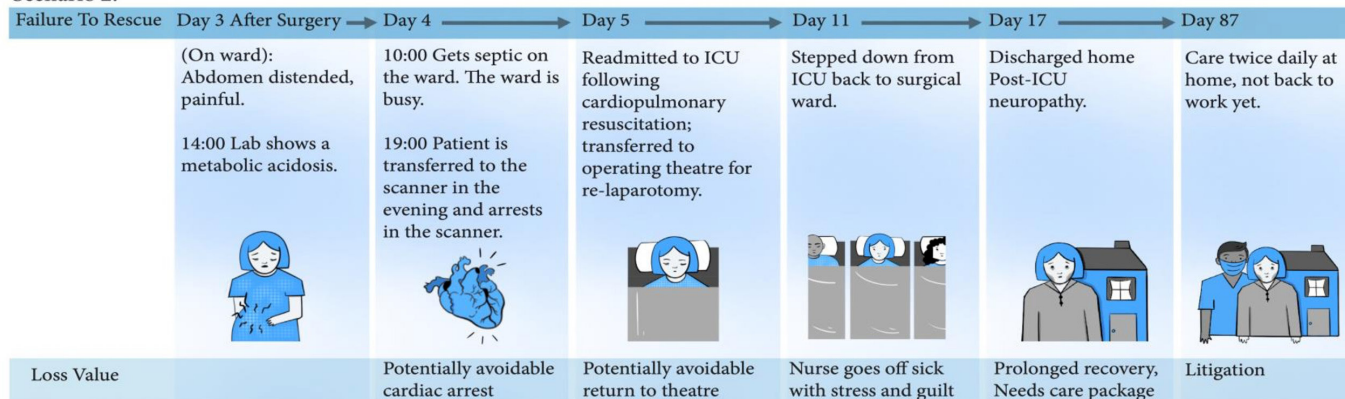 Failure To Rescue
Day 3 After Surgery
Day 4
Day 5
Day 11
Day 17
Day 87
(On ward):
Abdomen distended,
painful.
14:00 Lab shows a
metabolic acidosis.
10:00 Gets septic on
the ward. The ward is
busy.
19:00 Patient is
transferred to the
scanner in the
evening and arrests
in the scanner.
Readmitted to ICU
following
cardiopulmonary
resuscitation;
transferred to
operating theatre for
re-laparotomy.
Stepped down from
ICU back to surgical
ward.
Discharged home
Post-ICU
neuropathy.
Care twice daily at
home, not back to
work yet.
Loss Value
Potentially avoidable
cardiac arrest
Potentially avoidable
return to theatre
Nurse goes off sick
with stress and guilt
Prolonged recovery,
Needs care package
Litigation